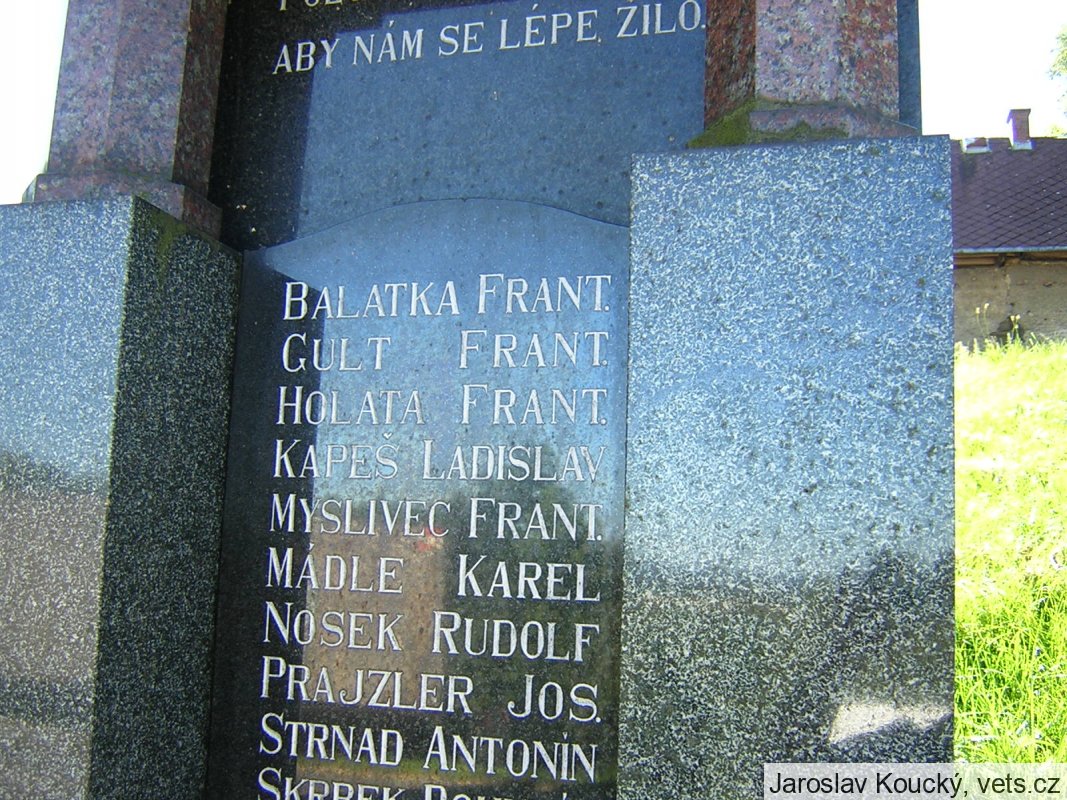 ABY NÁM SE LÉPE ŽILO.
BALATKA FRANT.
GULT FRANT.
HOLATA FRANT.
KAPEŠ LADISLAV
MYSLIVEC FRANT.
MÁDLE KAREL
NOSEK RUDOLF
PRAJZLER JOS.
STRNAD ANTONÍN
Jaroslav Koucký, vets.cz